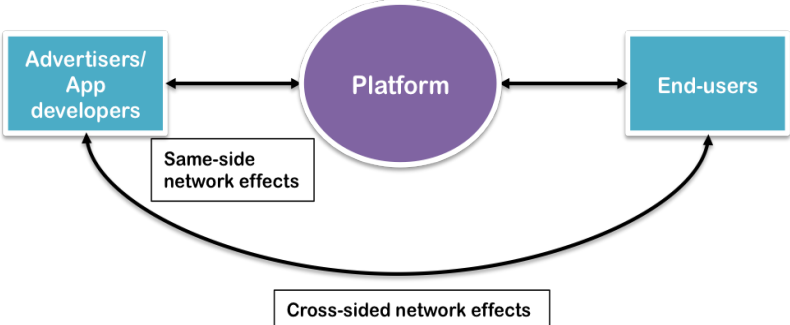 Advertisers/
App
developers
Platform
End-users
Same-side
network effects
Cross-sided network effects